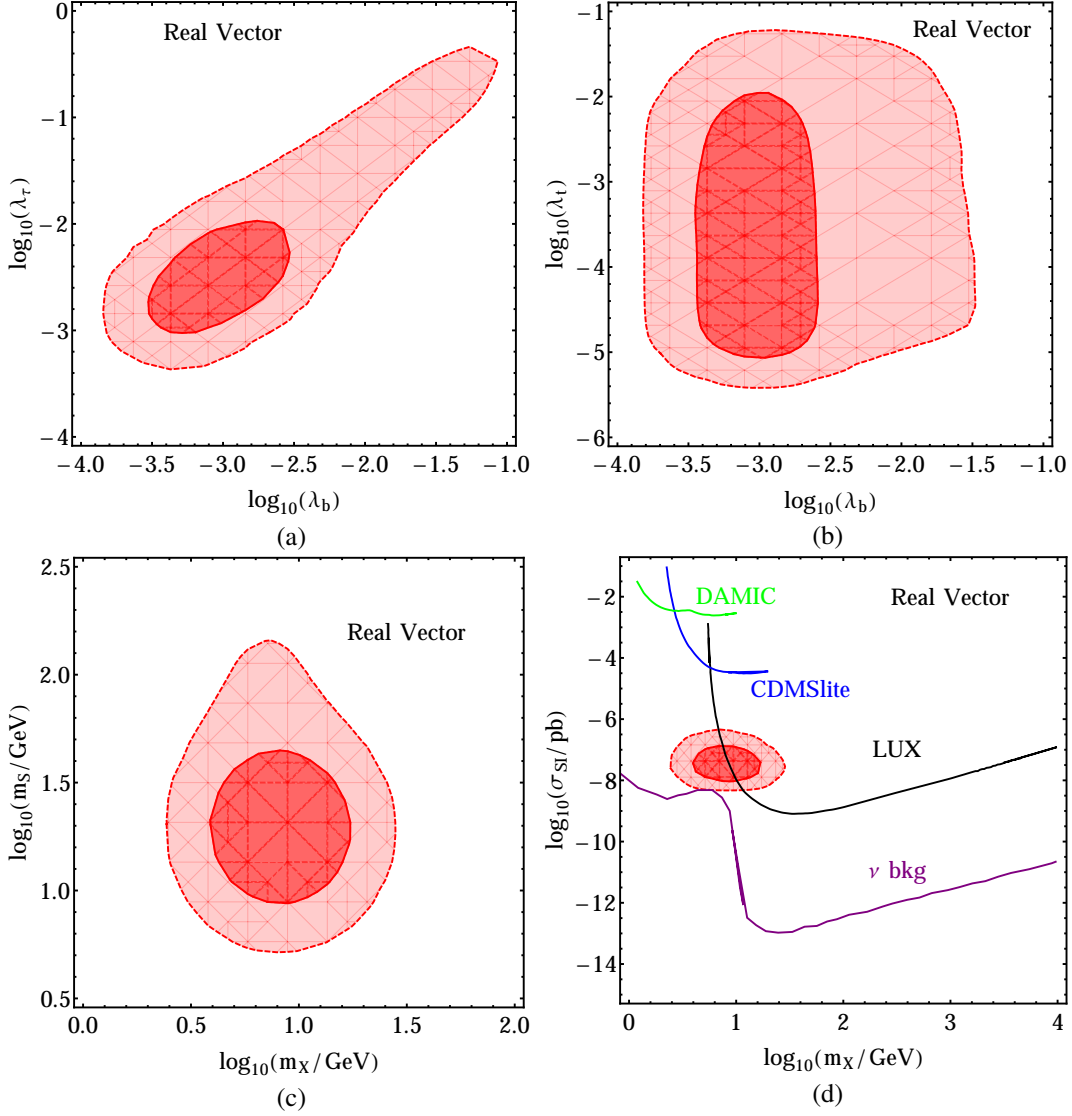 Real Vector
0
−1
−2
−3
−4
log10(λτ)
−4.0 −3.5 −3.0 −2.5 −2.0 −1.5 −1.0
log10(λb)
(a)
Real Vector
−1
−2
−3
−4
−5
−6
log10(λt)
−4.0 −3.5 −3.0 −2.5 −2.0 −1.5 −1.0
log10(λb)
(b)
Real Vector
2.5
2.0
1.5
1.0
0.5
log10(mS/GeV)
0.0 0.5 1.0 1.5 2.0
log10(mX/GeV)
(c)
Real Vector
DAMIC
CDMSlite
LUX
ν bkg
−2
−4
−6
−8
−10
−12
−14
log10(σSI/pb)
0 1 2 3 4
log10(mX/GeV)
(d)